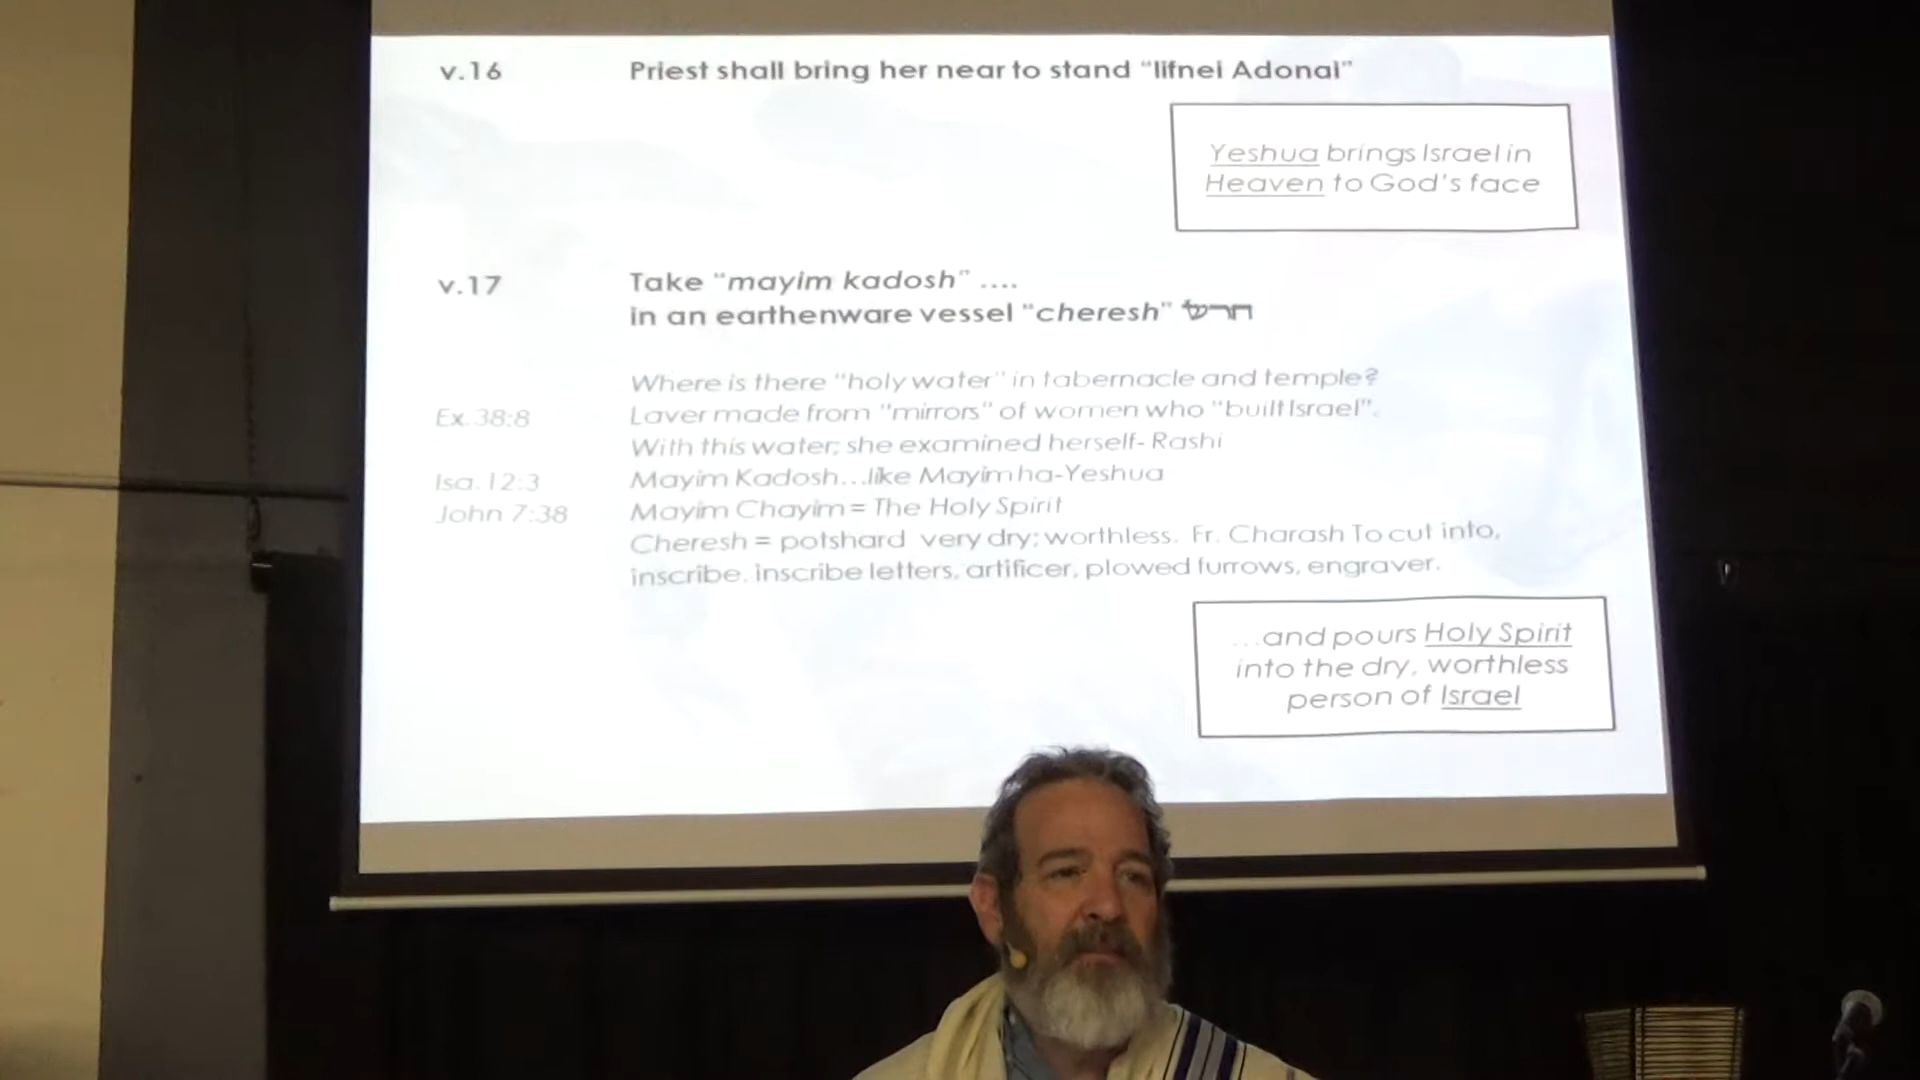 v.16 Priest shall bring her near to stand "lifnei Adonai"
Yeshua brings Israel in
Heaven to God's face
v.17 Take "mayim kadosh" ....
in an earthenware vessel "cheresh" חרש
Where is there "holy water" in tabernacle and temple?
Ex.38:8 Laver made from "mirrors" of women who "built Israel".
With this water; she examined herself- Rashi
Isa.12:3 Mayim Kadosh...like Mayim ha-Yeshua
John 7:38 Mayim Chayim = The Holy Spirit
Cheresh = potshard very dry; worthless. Fr. Charash To cut into,
inscribe, inscribe letters, artificer, plowed furrows, engraver.
...and pours Holy Spirit
into the dry, worthless
person of Israel